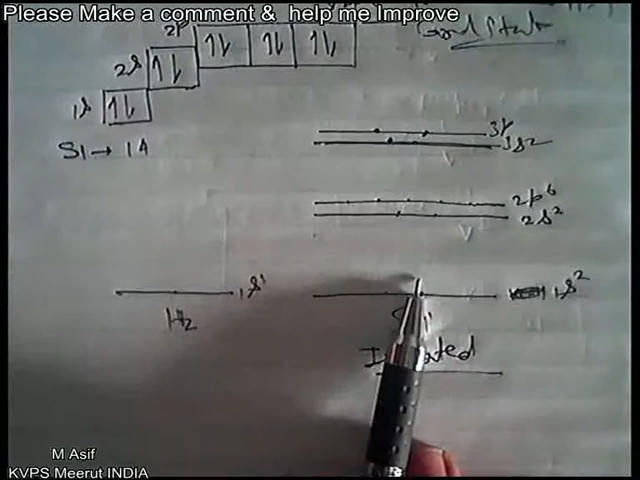 Please Make a comment & help me Improve
2p
2s
1s
Si → 14
3p
3s²
2p⁶
2s²
1s¹
1s²
H₂
M Asif
KVPS Meerut INDIA